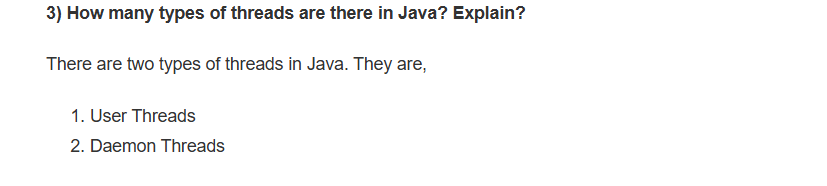 3) How many types of threads are there in Java? Explain?
There are two types of threads in Java. They are,
1. User Threads
2. Daemon Threads